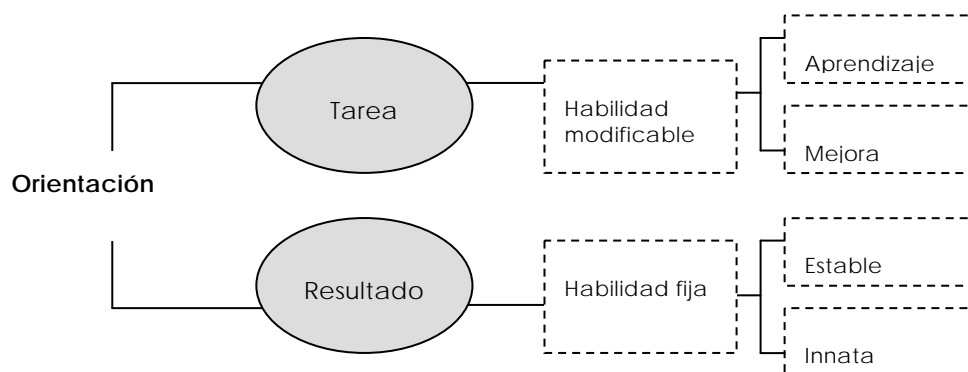 Aprendizaje
Tarea
Habilidad
modificable
Mejora
Orientación
Estable
Resultado
Habilidad fija
Innata